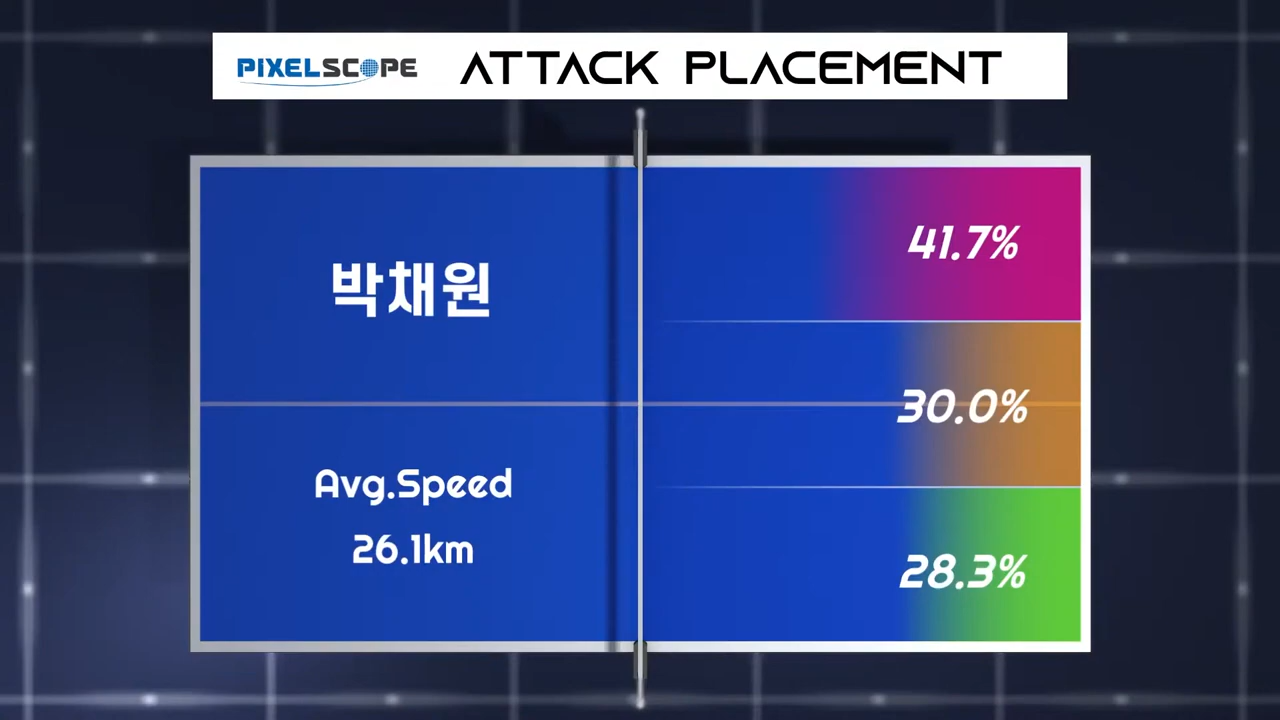 PIXELSCOPE ATTACK PLACEMENT
박채원
Avg.Speed
26.1km
41.7%
30.0%
28.3%